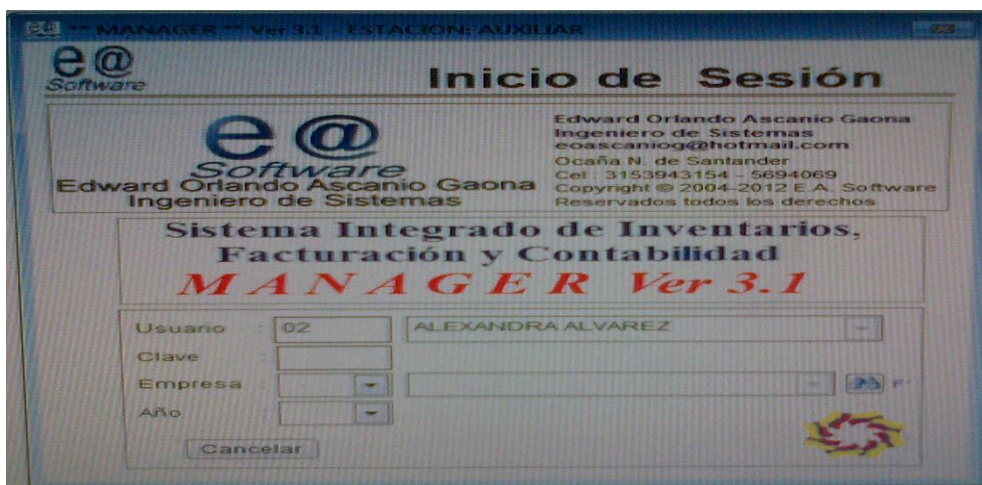 e@ ** MANAGER ** Ver 3.1 - ESTACION: AUXILIAR
e@
Software
Inicio de Sesión
e@
Software
Edward Orlando Ascanio Gaona
Ingeniero de Sistemas
Edward Orlando Ascanio Gaona
Ingeniero de Sistemas
eoascaniog@hotmail.com
Ocaña N. de Santander
Cel : 3153943154 - 5694069
Copyright © 2004-2012 E.A. Software
Reservados todos los derechos
Sistema Integrado de Inventarios,
Facturación y Contabilidad
MANAGER Ver 3.1
Usuario : 02 ALEXANDRA ALVAREZ
Clave :
Empresa :
Año :
Cancelar